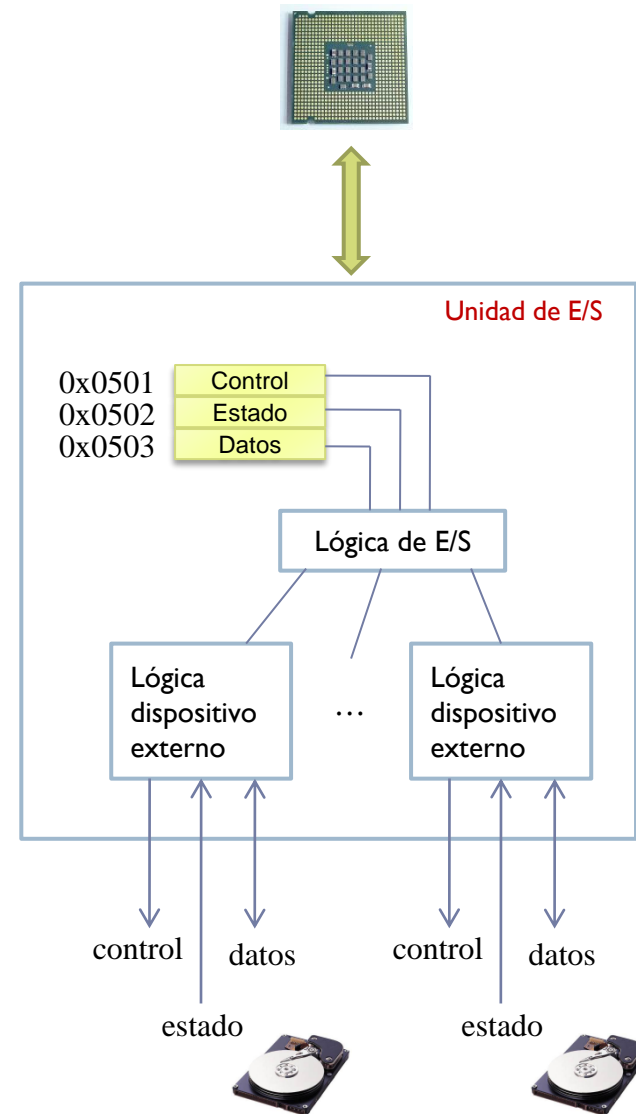 Unidad de E/S
0x0501 Control
0x0502 Estado
0x0503 Datos
Lógica de E/S
Lógica
dispositivo
externo
...
Lógica
dispositivo
externo
control
datos
estado
control
datos
estado